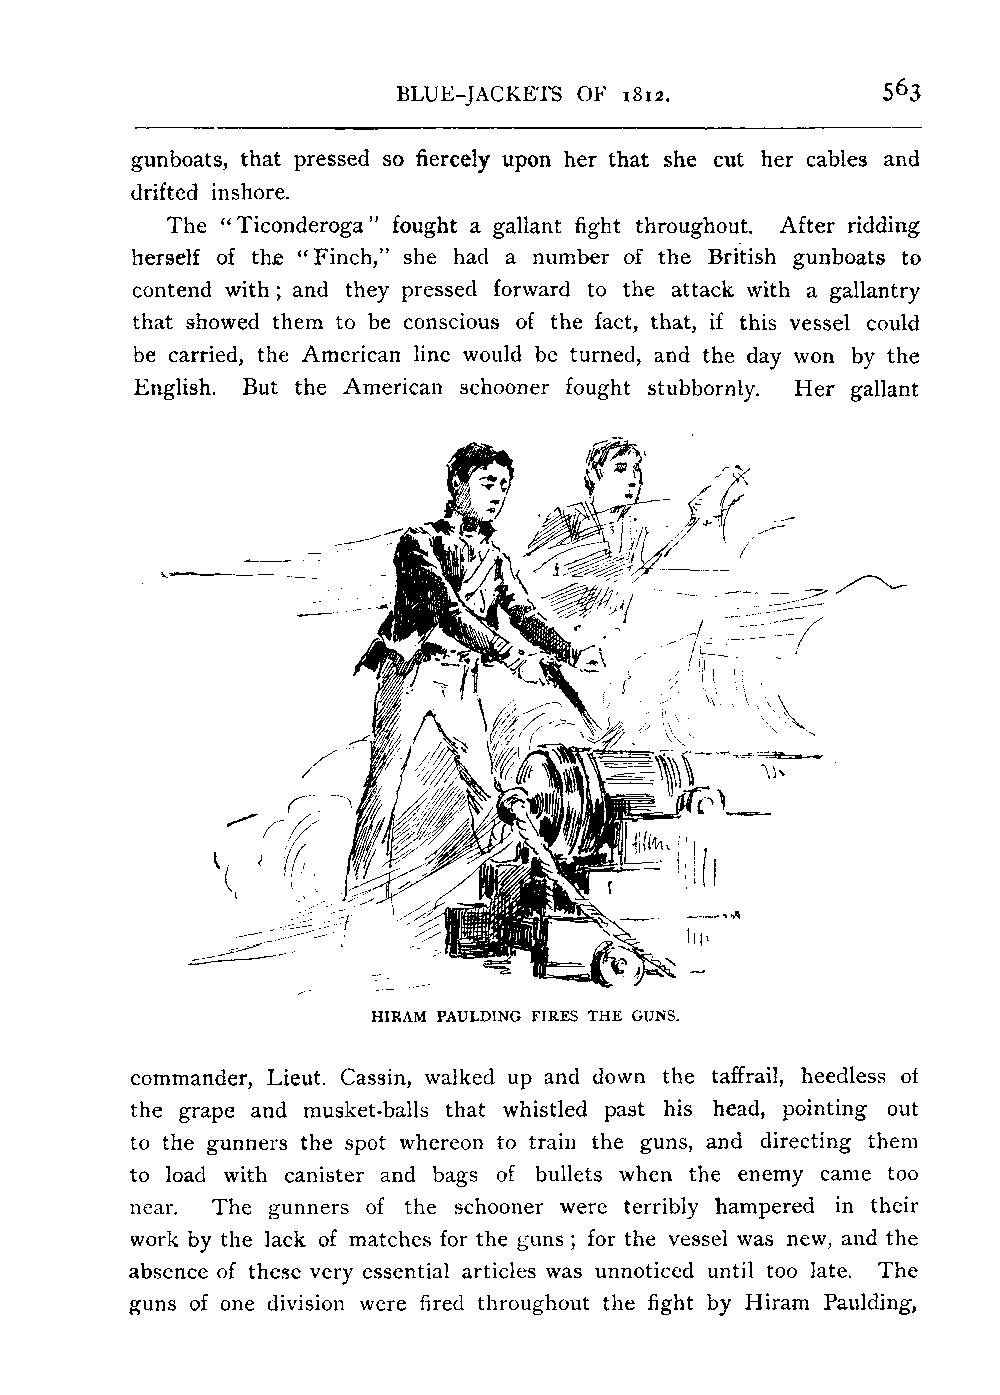 BLUE-JACKETS OF 1812. 563
gunboats, that pressed so fiercely upon her that she cut her cables and
drifted inshore.
The "Ticonderoga" fought a gallant fight throughout. After ridding
herself of the "Finch," she had a number of the British gunboats to
contend with; and they pressed forward to the attack with a gallantry
that showed them to be conscious of the fact, that, if this vessel could
be carried, the American line would be turned, and the day won by the
English. But the American schooner fought stubbornly. Her gallant
HIRAM PAULDING FIRES THE GUNS.
commander, Lieut. Cassin, walked up and down the taffrail, heedless of
the grape and musket-balls that whistled past his head, pointing out
to the gunners the spot whereon to train the guns, and directing them
to load with canister and bags of bullets when the enemy came too
near. The gunners of the schooner were terribly hampered in their
work by the lack of matches for the guns; for the vessel was new, and the
absence of these very essential articles was unnoticed until too late. The
guns of one division were fired throughout the fight by Hiram Paulding,